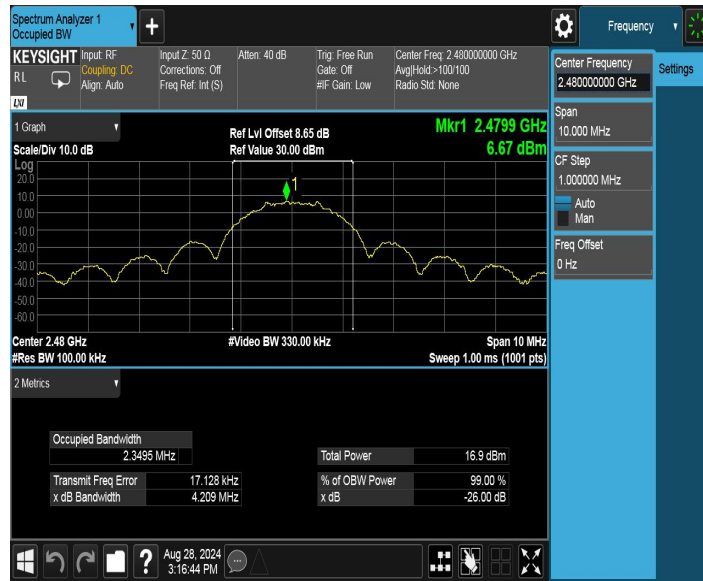 Spectrum Analyzer 1
Occupied BW
+
Frequency
KEYSIGHT
RL
LXI
Input: RF
Coupling: DC
Align: Auto
Input Z: 50 Ω
Corrections: Off
Freq Ref: Int (S)
Atten: 40 dB
Trig: Free Run
Gate: Off
#IF Gain: Low
Center Freq: 2.480000000 GHz
Avg|Hold:>100/100
Radio Std: None
Center Frequency
2.480000000 GHz
Settings
Span
10.000 MHz
CF Step
1.000000 MHz
Auto
Man
Freq Offset
0 Hz
1 Graph
Scale/Div 10.0 dB
Ref Lvl Offset 8.65 dB
Ref Value 30.00 dBm
Mkr1 2.4799 GHz
6.67 dBm
Log
20.0
10.0
0.00
-10.0
-20.0
-30.0
-40.0
-50.0
-60.0
1
Center 2.48 GHz
#Res BW 100.00 kHz
#Video BW 330.00 kHz
Span 10 MHz
Sweep 1.00 ms (1001 pts)
2 Metrics
Occupied Bandwidth
2.3495 MHz
Transmit Freq Error 17.128 kHz
x dB Bandwidth 4.209 MHz
Total Power 16.9 dBm
% of OBW Power 99.00 %
x dB -26.00 dB
?
Aug 28, 2024
3:16:44 PM